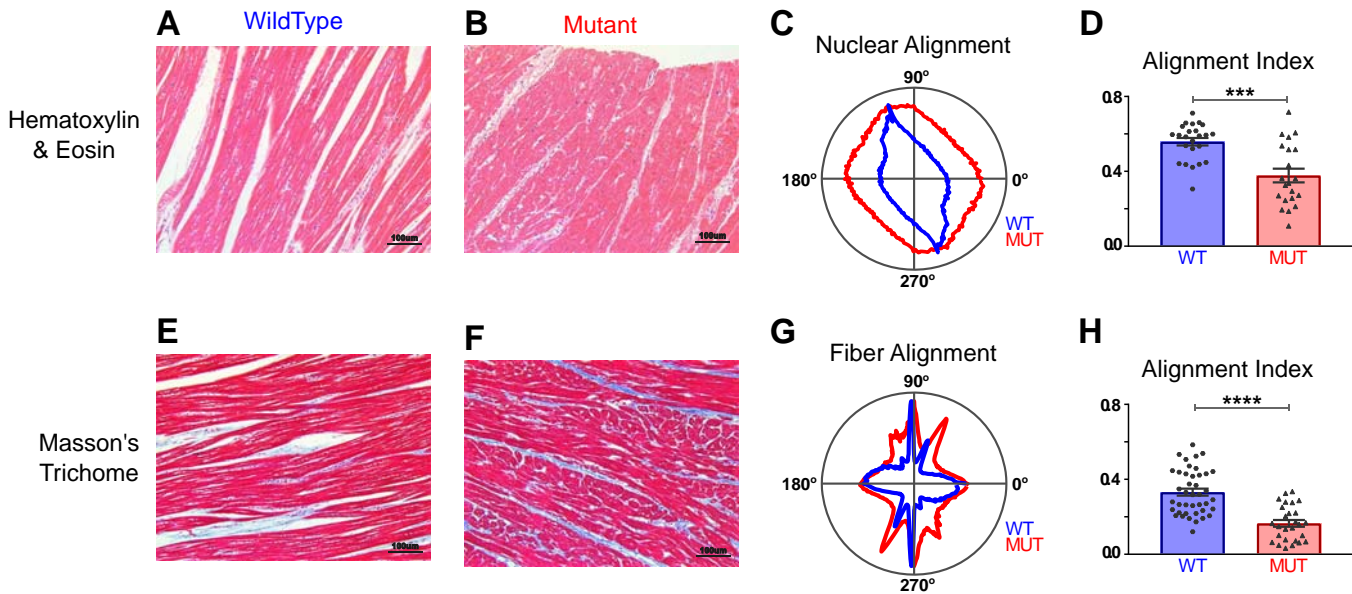 A
WildType
B
Mutant
C
Nuclear Alignment
D
Alignment Index
Hematoxylin
& Eosin
100um
100um
90°
180°
0°
270°
WT
MUT
***
0.8
0.4
0.0
WT
MUT
E
F
G
Fiber Alignment
H
Alignment Index
Masson's
Trichome
100um
100um
90°
180°
0°
270°
WT
MUT
****
0.8
0.4
0.0
WT
MUT